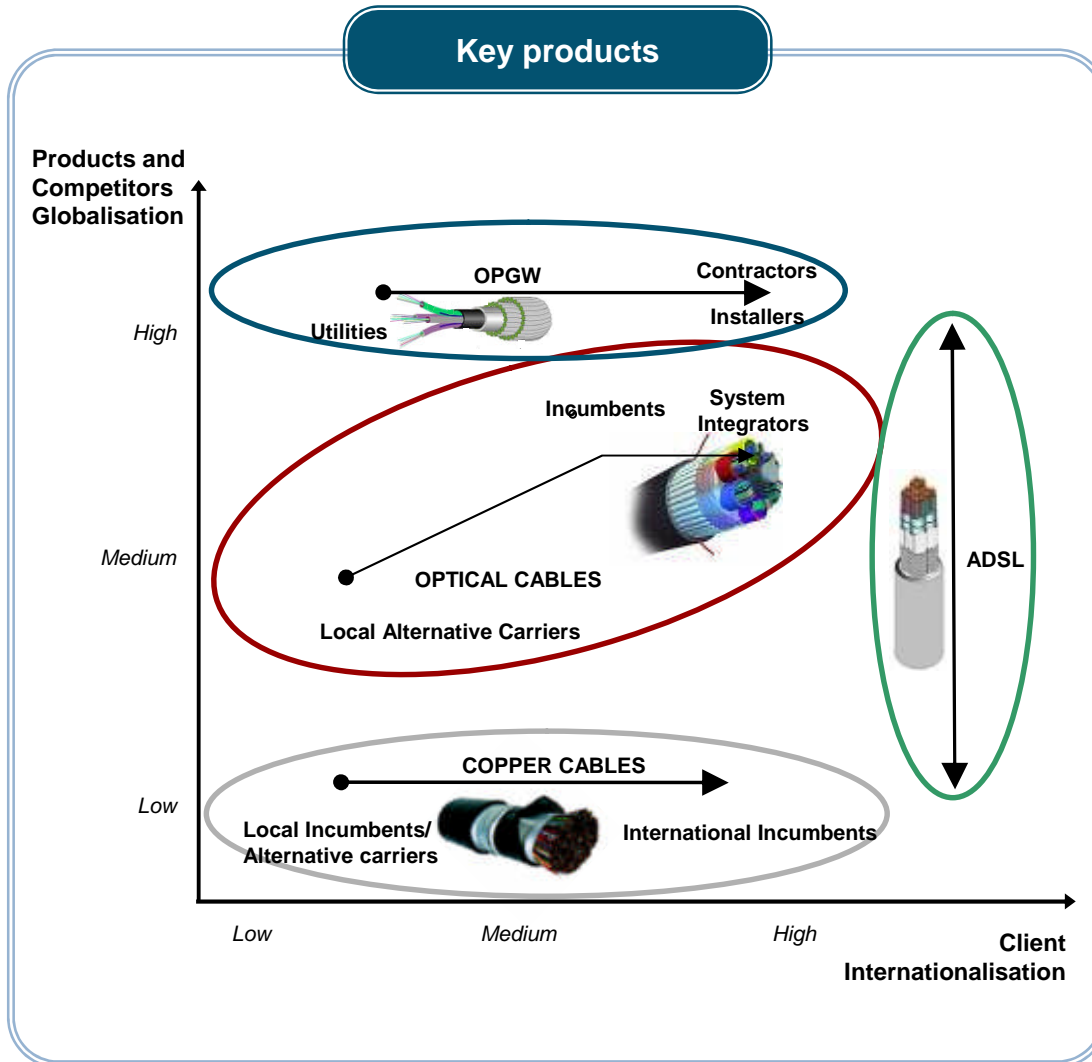 Key products
Products and
Competitors
Globalisation
OPGW
Contractors
Installers
Utilities
High
Incumbents
System
Integrators
Medium
OPTICAL CABLES
ADSL
Local Alternative Carriers
COPPER CABLES
Low
Local Incumbents/
Alternative carriers
International Incumbents
Low
Medium
High
Client
Internationalisation